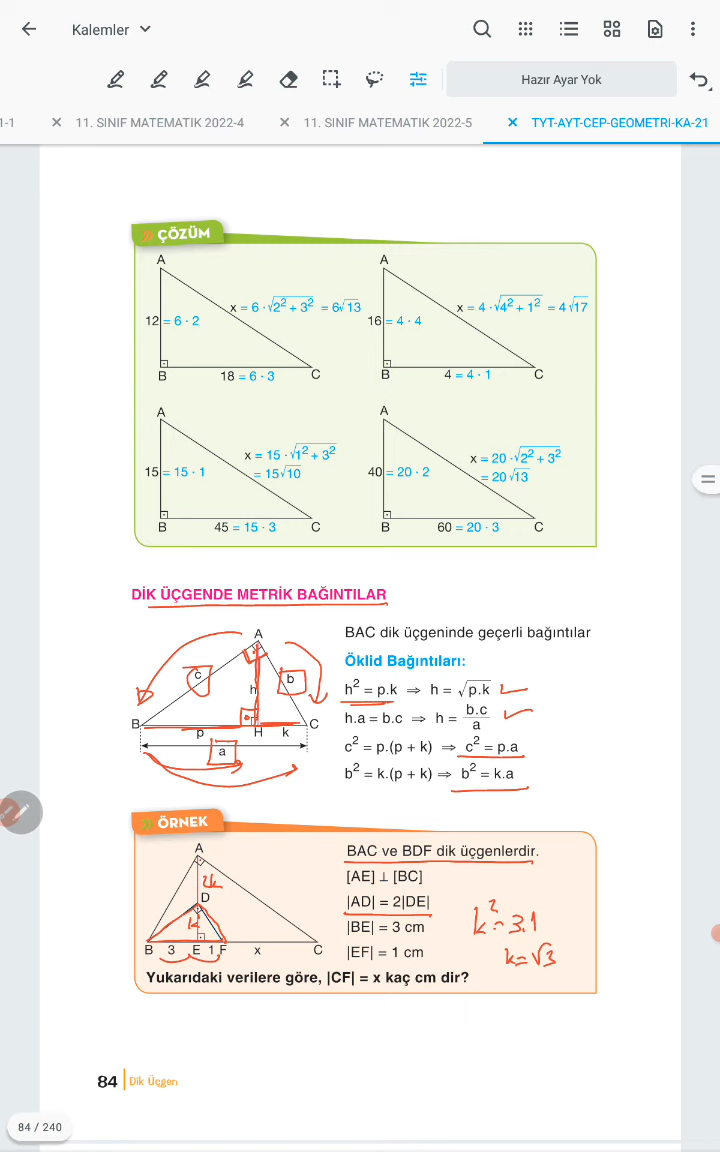 Kalemler
Hazır Ayar Yok
1-1
11. SINIF MATEMATIK 2022-4
11. SINIF MATEMATIK 2022-5
TYT-AYT-CEP-GEOMETRI-KA-21
ÇÖZÜM
A
x = 6 · √(2² + 3²) = 6√13
12 = 6 · 2
B
18 = 6 · 3
C
A
x = 4 · √(4² + 1²) = 4√17
16 = 4 · 4
B
4 = 4 · 1
C
A
x = 15 · √(1² + 3²)
= 15√10
15 = 15 · 1
B
45 = 15 · 3
C
A
x = 20 · √(2² + 3²)
= 20√13
40 = 20 · 2
B
60 = 20 · 3
C
DİK ÜÇGENDE METRİK BAĞINTILAR
A
c
h
b
B
p
H
k
C
a
BAC dik üçgeninde geçerli bağıntılar
Öklid Bağıntıları:
h² = p.k ⇒ h = √p.k
h.a = b.c ⇒ h = b.c/a
c² = p.(p + k) ⇒ c² = p.a
b² = k.(p + k) ⇒ b² = k.a
ÖRNEK
A
2k
D
k
B 3 E 1 F x C
BAC ve BDF dik üçgenlerdir.
[AE] ⊥ [BC]
|AD| = 2|DE|
|BE| = 3 cm
|EF| = 1 cm
k² = 3.1
k = √3
Yukarıdaki verilere göre, |CF| = x kaç cm dir?
84 Dik Üçgen
84 / 240